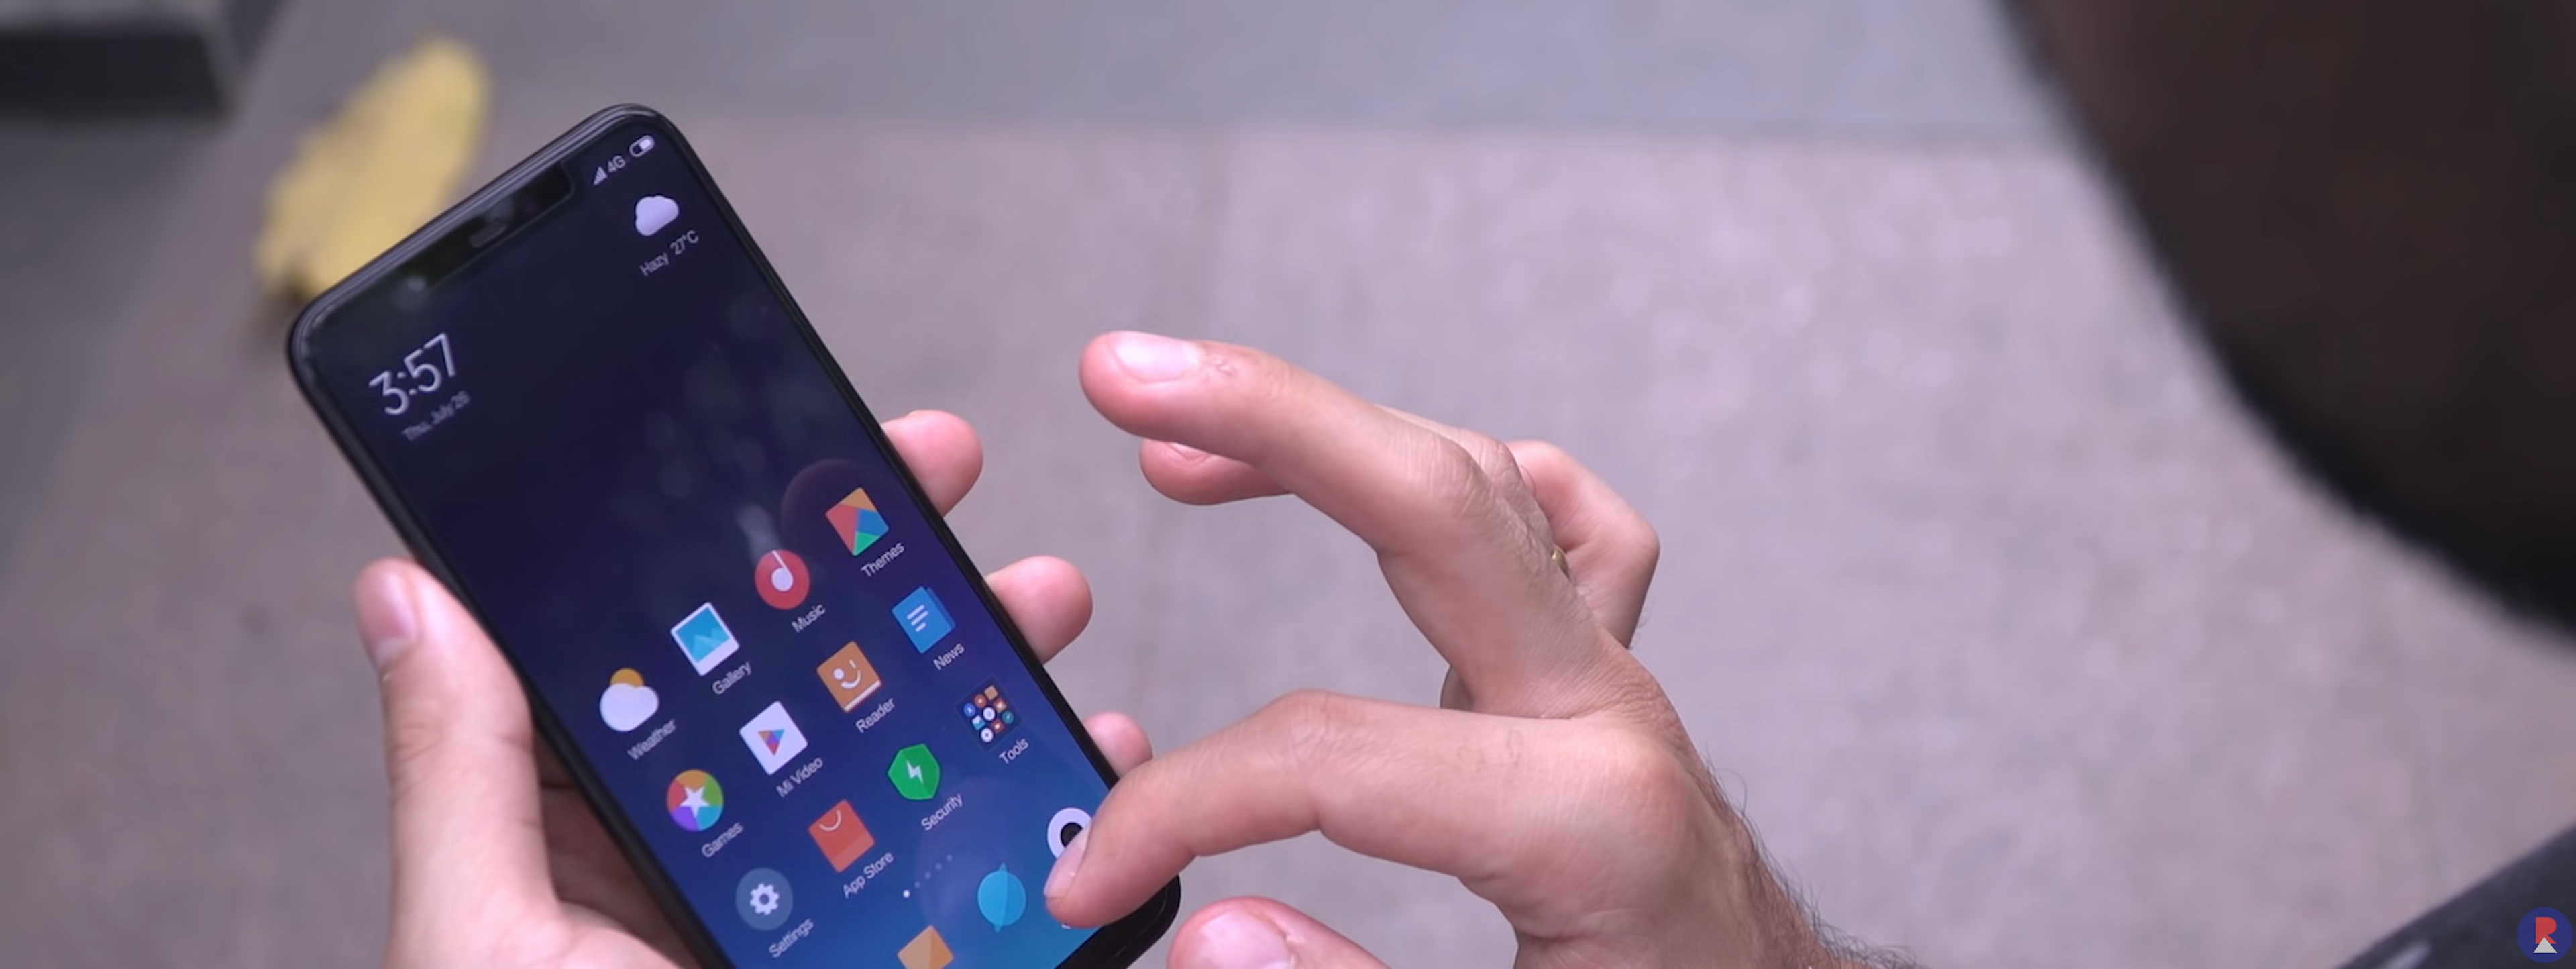 4G
Hazy 27°C
3:57
Thu, July 26
Themes
Music
Gallery
Weather
News
Reader
Mi Video
Games
Tools
Security
App Store
Settings